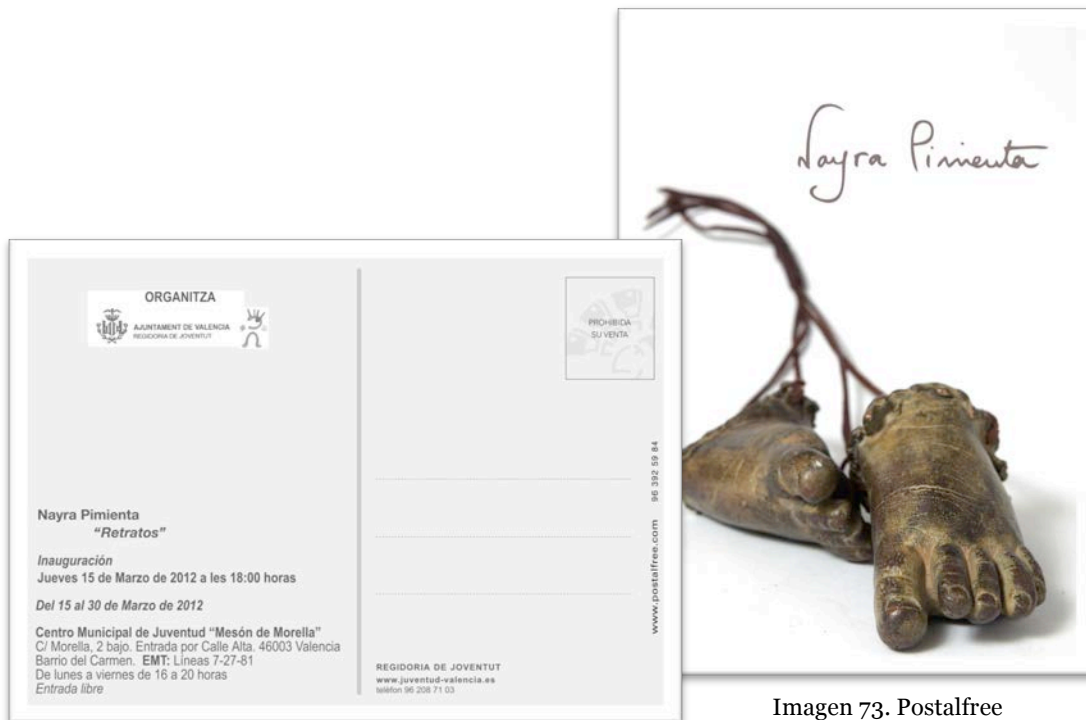 Nayra Pimienta
ORGANITZA
AJUNTAMENT DE VALENCIA
REGIDORIA DE JOVENTUT
PROHIBIDA
SU VENTA
Nayra Pimienta
“Retratos”
Inauguración
Jueves 15 de Marzo de 2012 a les 18:00 horas
Del 15 al 30 de Marzo de 2012
Centro Municipal de Juventud “Mesón de Morella”
C/ Morella, 2 bajo. Entrada por Calle Alta. 46003 Valencia
Barrio del Carmen. EMT: Líneas 7-27-81
De lunes a viernes de 16 a 20 horas
Entrada libre
REGIDORIA DE JOVENTUT
www.juventud-valencia.es
telèfon 96 208 71 03
www.postalfree.com 96 392 59 84
Imagen 73. Postalfree